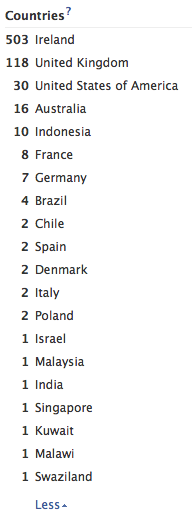 Countries?
503 Ireland
118 United Kingdom
30 United States of America
16 Australia
10 Indonesia
8 France
7 Germany
4 Brazil
2 Chile
2 Spain
2 Denmark
2 Italy
2 Poland
1 Israel
1 Malaysia
1 India
1 Singapore
1 Kuwait
1 Malawi
1 Swaziland
Less